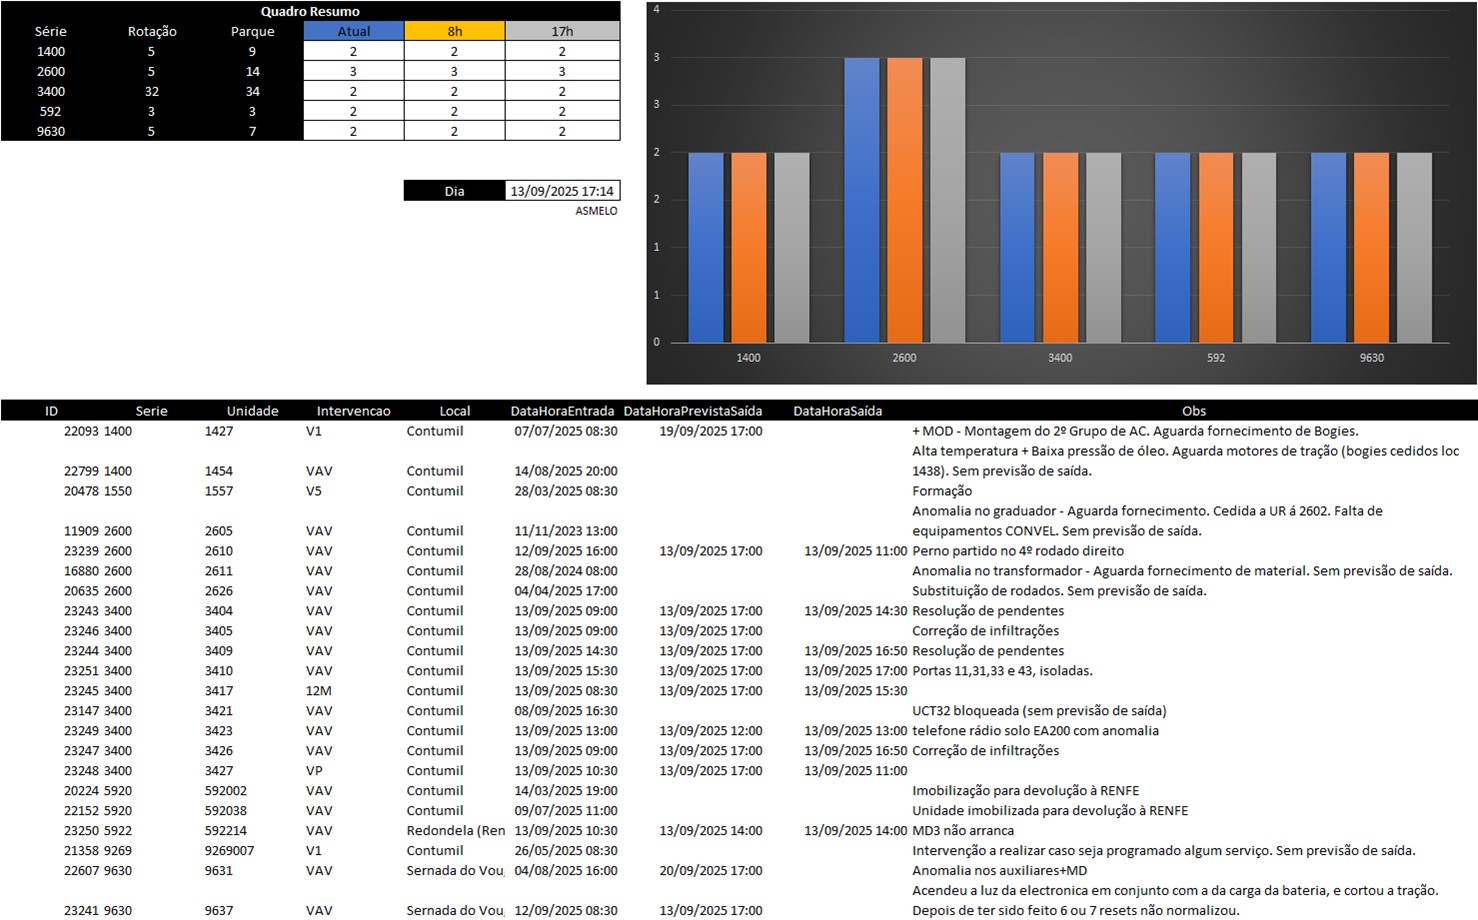 Quadro Resumo
Série Rotação Parque Atual 8h 17h
1400 5 9 2 2 2
2600 5 14 3 3 3
3400 32 34 2 2 2
592 3 3 2 2 2
9630 5 7 2 2 2
Dia 13/09/2025 17:14
ASMELO
4
3
3
2
2
1
1
0
1400 2600 3400 592 9630
ID Serie Unidade Intervencao Local DataHoraEntrada DataHoraPrevistaSaída DataHoraSaída Obs
22093 1400 1427 V1 Contumil 07/07/2025 08:30 19/09/2025 17:00 + MOD - Montagem do 2º Grupo de AC. Aguarda fornecimento de Bogies.
Alta temperatura + Baixa pressão de óleo. Aguarda motores de tração (bogies cedidos loc
22799 1400 1454 VAV Contumil 14/08/2025 20:00 1438). Sem previsão de saída.
20478 1550 1557 V5 Contumil 28/03/2025 08:30 Formação
Anomalia no graduador - Aguarda fornecimento. Cedida a UR á 2602. Falta de
11909 2600 2605 VAV Contumil 11/11/2023 13:00 equipamentos CONVEL. Sem previsão de saída.
23239 2600 2610 VAV Contumil 12/09/2025 16:00 13/09/2025 17:00 13/09/2025 11:00 Perno partido no 4º rodado direito
16880 2600 2611 VAV Contumil 28/08/2024 08:00 Anomalia no transformador - Aguarda fornecimento de material. Sem previsão de saída.
20635 2600 2626 VAV Contumil 04/04/2025 17:00 Substituição de rodados. Sem previsão de saída.
23243 3400 3404 VAV Contumil 13/09/2025 09:00 13/09/2025 17:00 13/09/2025 14:30 Resolução de pendentes
23246 3400 3405 VAV Contumil 13/09/2025 09:00 13/09/2025 17:00 Correção de infiltrações
23244 3400 3409 VAV Contumil 13/09/2025 14:30 13/09/2025 17:00 13/09/2025 16:50 Resolução de pendentes
23251 3400 3410 VAV Contumil 13/09/2025 15:30 13/09/2025 17:00 13/09/2025 17:00 Portas 11,31,33 e 43, isoladas.
23245 3400 3417 12M Contumil 13/09/2025 08:30 13/09/2025 17:00 13/09/2025 15:30
23147 3400 3421 VAV Contumil 08/09/2025 16:30 UCT32 bloqueada (sem previsão de saída)
23249 3400 3423 VAV Contumil 13/09/2025 13:00 13/09/2025 12:00 13/09/2025 13:00 telefone rádio solo EA200 com anomalia
23247 3400 3426 VAV Contumil 13/09/2025 09:00 13/09/2025 17:00 13/09/2025 16:50 Correção de infiltrações
23248 3400 3427 VP Contumil 13/09/2025 10:30 13/09/2025 17:00 13/09/2025 11:00
20224 5920 592002 VAV Contumil 14/03/2025 19:00 Imobilização para devolução à RENFE
22152 5920 592038 VAV Contumil 09/07/2025 11:00 Unidade imobilizada para devolução à RENFE
23250 5922 592214 VAV Redondela (Ren 13/09/2025 10:30 13/09/2025 14:00 13/09/2025 14:00 MD3 não arranca
21358 9269 9269007 V1 Contumil 26/05/2025 08:30 Intervenção a realizar caso seja programado algum serviço. Sem previsão de saída.
22607 9630 9631 VAV Sernada do Vou 04/08/2025 16:00 20/09/2025 17:00 Anomalia nos auxiliares+MD
Acendeu a luz da electronica em conjunto com a da carga da bateria, e cortou a tração.
23241 9630 9637 VAV Sernada do Vou 12/09/2025 08:30 13/09/2025 17:00 Depois de ter sido feito 6 ou 7 resets não normalizou.